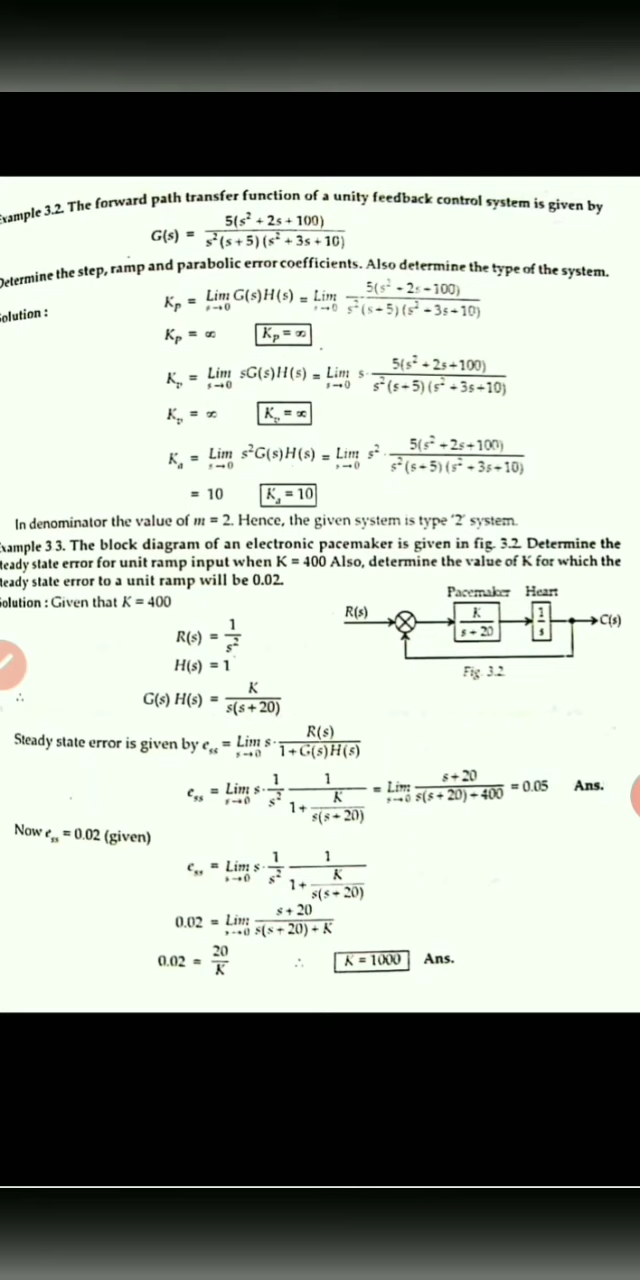 Example 3.2. The forward path transfer function of a unity feedback control system is given by
G(s) = 5(s² + 2s + 100) / s²(s + 5) (s² + 3s + 10)
Determine the step, ramp and parabolic error coefficients. Also determine the type of the system.
Solution :
Kp = Lim s→0 G(s)H(s) = Lim s→0 5(s² + 2s + 100) / s²(s + 5) (s² + 3s + 10)
Kp = ∞ Kp = ∞
Kv = Lim s→0 sG(s)H(s) = Lim s→0 s · 5(s² + 2s + 100) / s²(s + 5) (s² + 3s + 10)
Kv = ∞ Kv = ∞
Ka = Lim s→0 s²G(s)H(s) = Lim s→0 s² · 5(s² + 2s + 100) / s²(s + 5) (s² + 3s + 10)
= 10 Ka = 10
In denominator the value of m = 2. Hence, the given system is type '2' system.
Example 3 3. The block diagram of an electronic pacemaker is given in fig. 3.2. Determine the
steady state error for unit ramp input when K = 400 Also, determine the value of K for which the
steady state error to a unit ramp will be 0.02.
Solution : Given that K = 400
R(s) = 1 / s²
H(s) = 1
∴ G(s) H(s) = K / s(s + 20)
Pacemaker Heart
R(s) K / s + 20 1 / s C(s)
Fig. 3.2
Steady state error is given by ess = Lim s→0 s · R(s) / 1 + G(s)H(s)
ess = Lim s→0 s · 1 / s² · 1 / 1 + K / s(s + 20) = Lim s→0 s + 20 / s(s + 20) + 400 = 0.05 Ans.
Now ess = 0.02 (given)
ess = Lim s→0 s · 1 / s² · 1 / 1 + K / s(s + 20)
0.02 = Lim s→0 s + 20 / s(s + 20) + K
0.02 = 20 / K ∴ K = 1000 Ans.